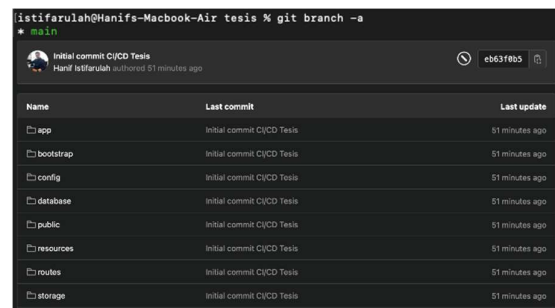 [istifarulah@Hanifs-Macbook-Air tesis % git branch -a
* main
Initial commit CI/CD Tesis
Hanif Istifarulah authored 51 minutes ago
eb63f0b5
Name Last commit Last update
app Initial commit CI/CD Tesis 51 minutes ago
bootstrap Initial commit CI/CD Tesis 51 minutes ago
config Initial commit CI/CD Tesis 51 minutes ago
database Initial commit CI/CD Tesis 51 minutes ago
public Initial commit CI/CD Tesis 51 minutes ago
resources Initial commit CI/CD Tesis 51 minutes ago
routes Initial commit CI/CD Tesis 51 minutes ago
storage Initial commit CI/CD Tesis 51 minutes ago